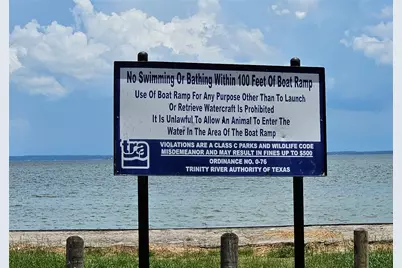 No Swimming Or Bathing Within 100 Feet Of Boat Ramp
Use Of Boat Ramp For Any Purpose Other Than To Launch
Or Retrieve Watercraft Is Prohibited
It Is Unlawful To Allow An Animal To Enter The
Water In The Area Of The Boat Ramp
tra
VIOLATIONS ARE A CLASS C PARKS AND WILDLIFE CODE
MISDEMEANOR AND MAY RESULT IN FINES UP TO $500
ORDINANCE NO. 0-76
TRINITY RIVER AUTHORITY OF TEXAS